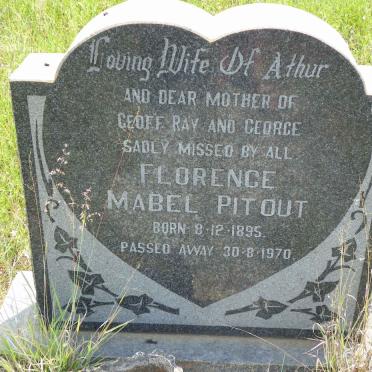 Loving Wife Of Athur
AND DEAR MOTHER OF
GEOFF RAY AND GEORGE
SADLY MISSED BY ALL
FLORENCE
MABEL PITOUT
BORN 8·12·1895.
PASSED AWAY 30·8·1970.